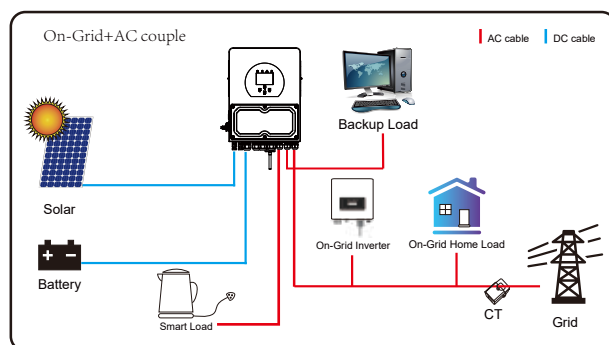 On-Grid+AC couple
AC cable
DC cable
Backup Load
Solar
On-Grid Inverter
On-Grid Home Load
Battery
Smart Load
CT
Grid